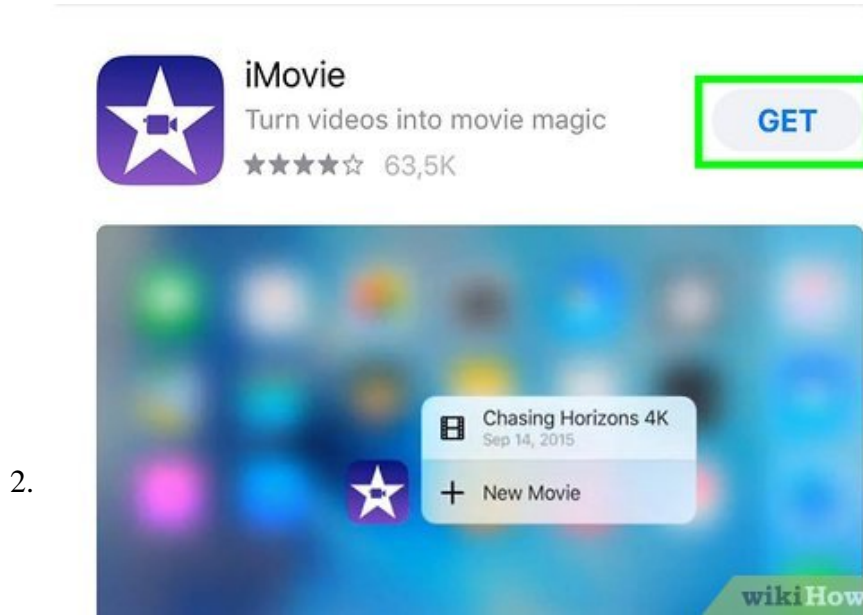 iMovie
Turn videos into movie magic
GET
63,5K
Chasing Horizons 4K
Sep 14, 2015
2.
New Movie
wikiHow